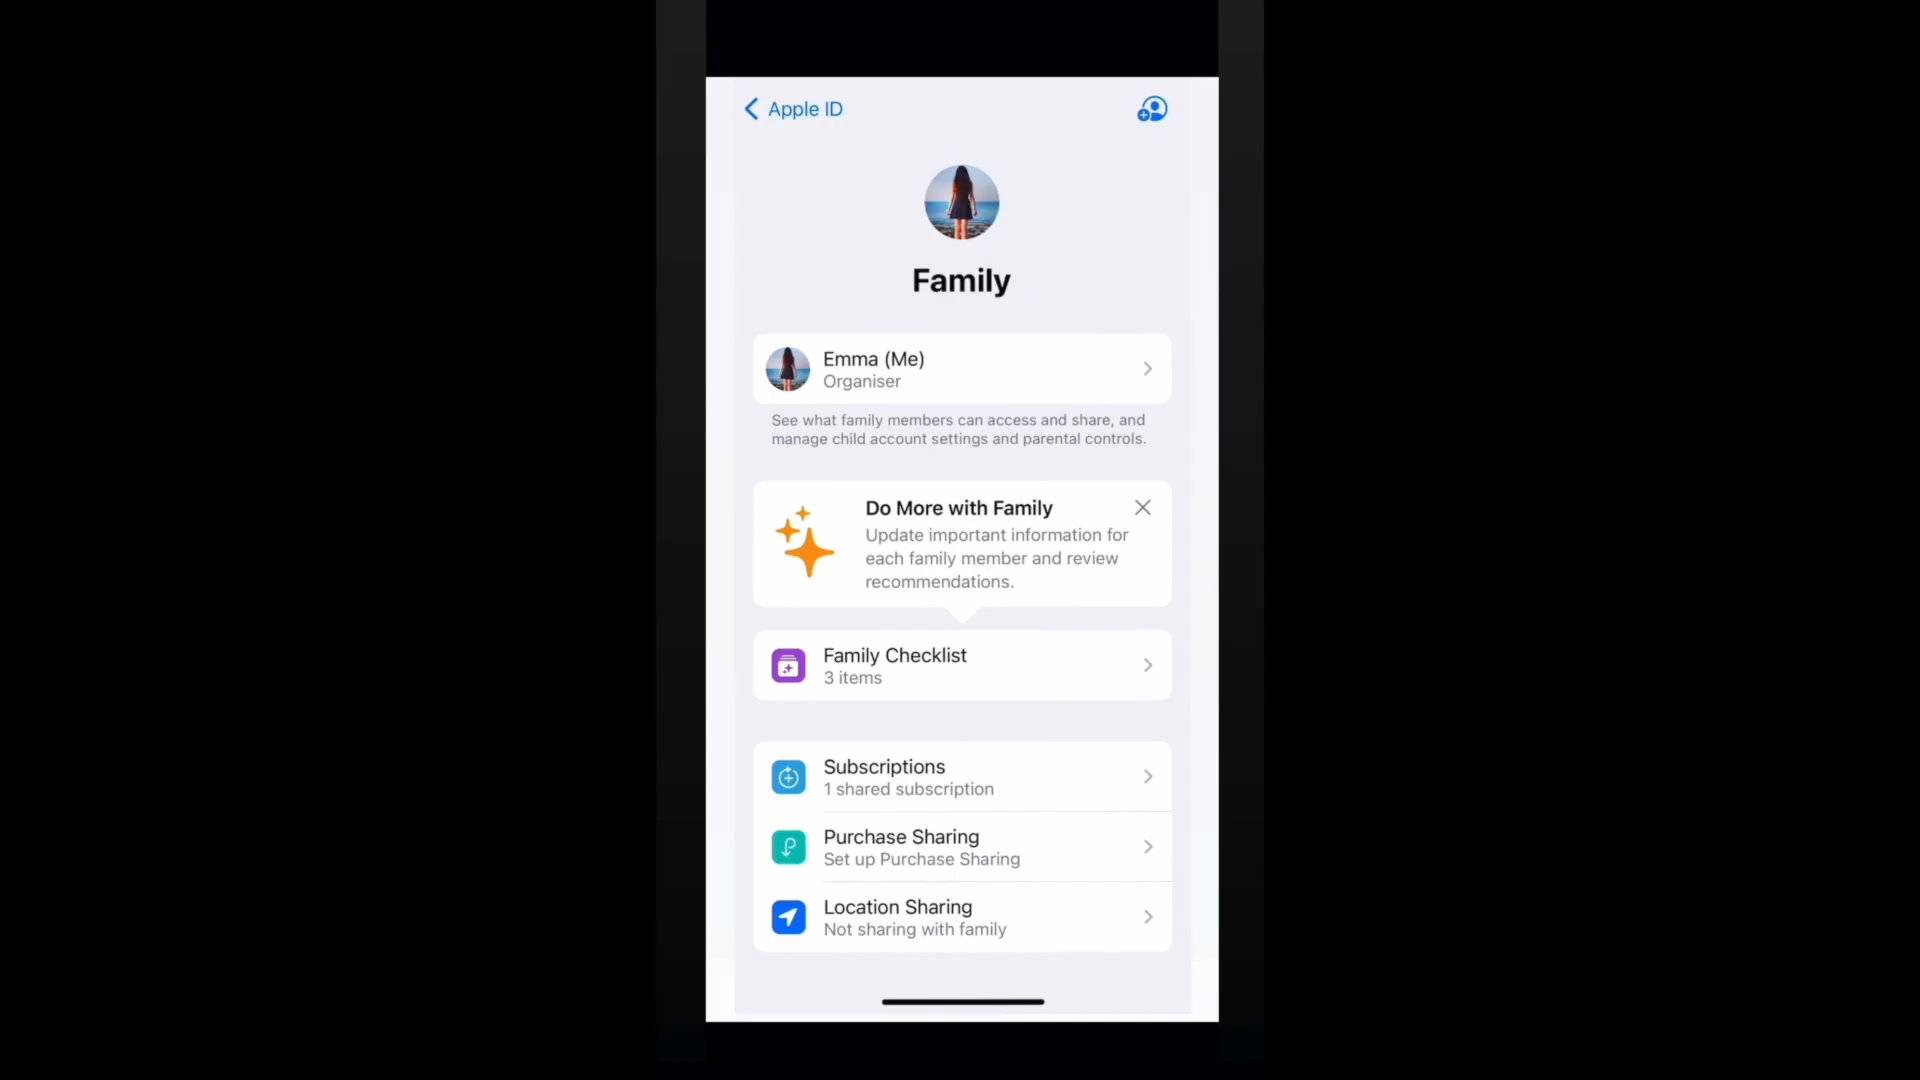 Apple ID
Family
Emma (Me)
Organiser
See what family members can access and share, and
manage child account settings and parental controls.
Do More with Family
Update important information for
each family member and review
recommendations.
Family Checklist
3 items
Subscriptions
1 shared subscription
Purchase Sharing
Set up Purchase Sharing
Location Sharing
Not sharing with family